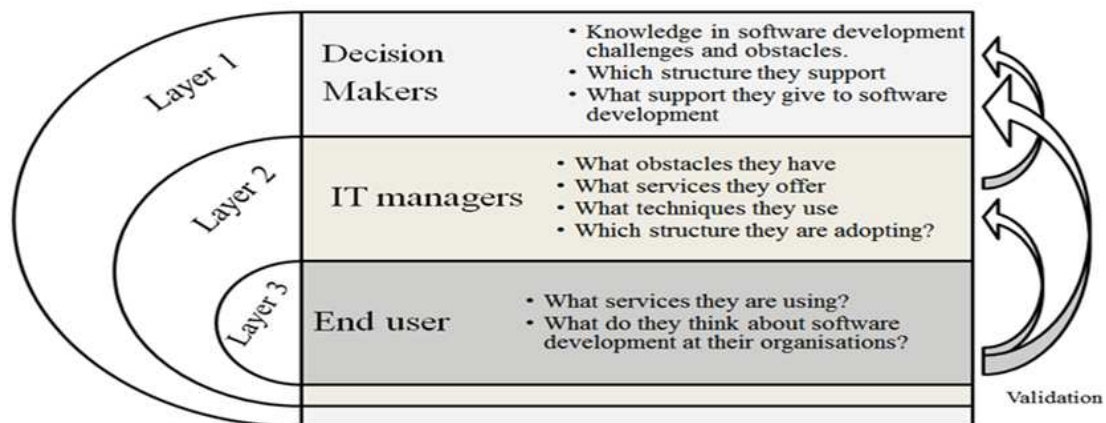 Layer 1
Decision
Makers
• Knowledge in software development
challenges and obstacles.
• Which structure they support
• What support they give to software
development
Layer 2
IT managers
• What obstacles they have
• What services they offer
• What techniques they use
• Which structure they are adopting?
Layer 3
End user
• What services they are using?
• What do they think about software
development at their organisations?
Validation